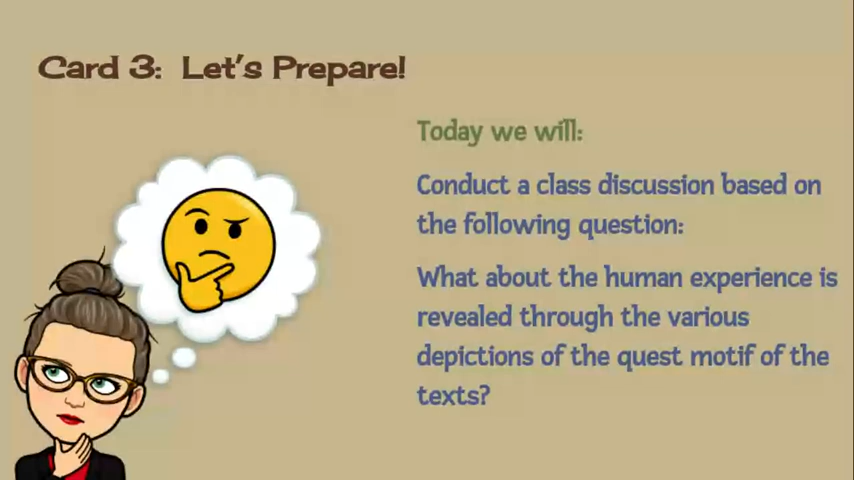 Card 3: Let's Prepare!
Today we will:
Conduct a class discussion based on
the following question:
What about the human experience is
revealed through the various
depictions of the quest motif of the
texts?